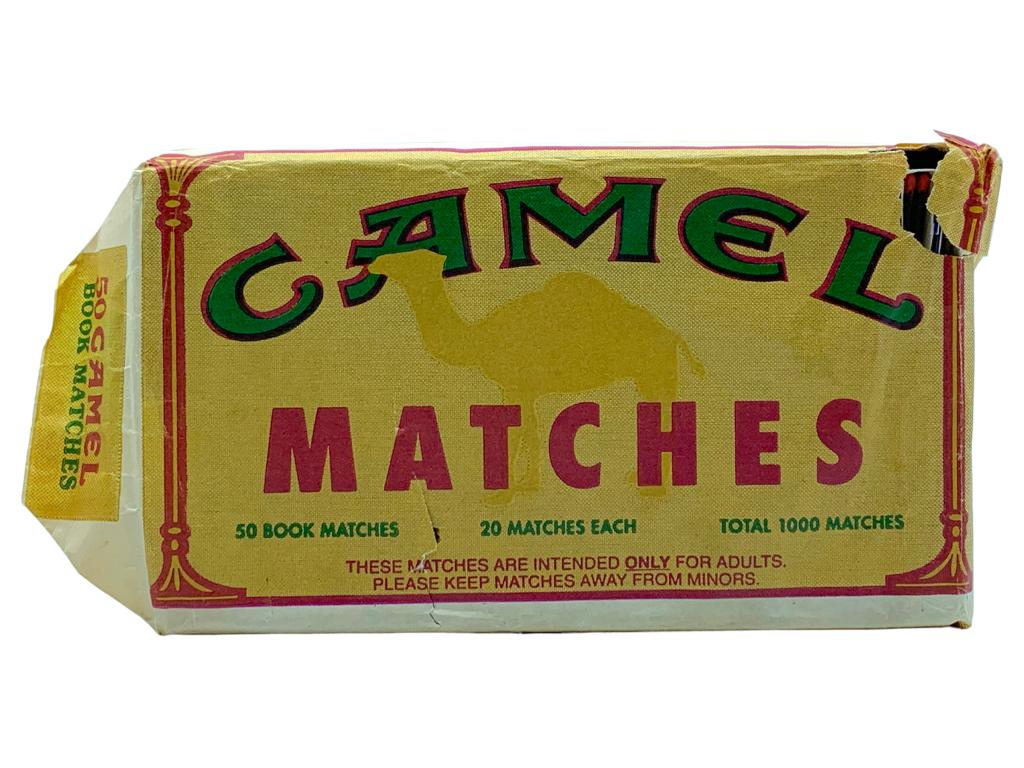 CAMEL
MATCHES
50 BOOK MATCHES 20 MATCHES EACH TOTAL 1000 MATCHES
THESE MATCHES ARE INTENDED ONLY FOR ADULTS.
PLEASE KEEP MATCHES AWAY FROM MINORS.
50 CAMEL
BOOK MATCHES